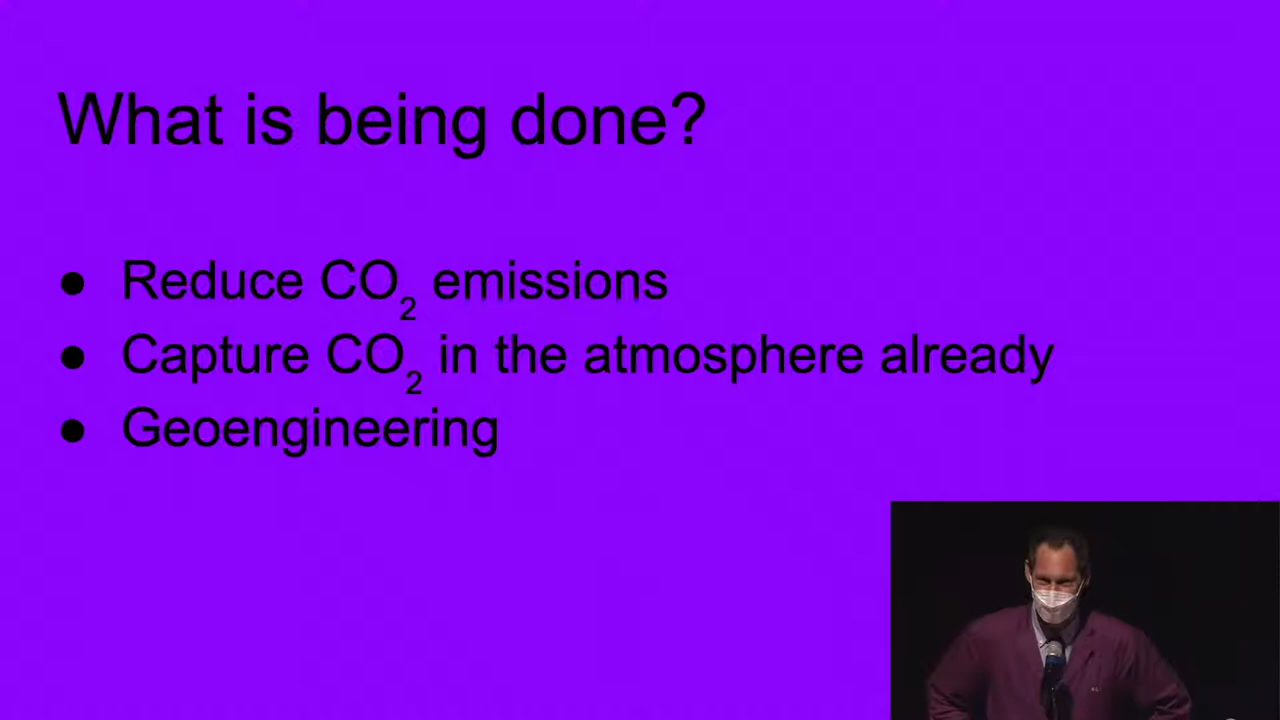 What is being done?
● Reduce CO₂ emissions
● Capture CO₂ in the atmosphere already
● Geoengineering